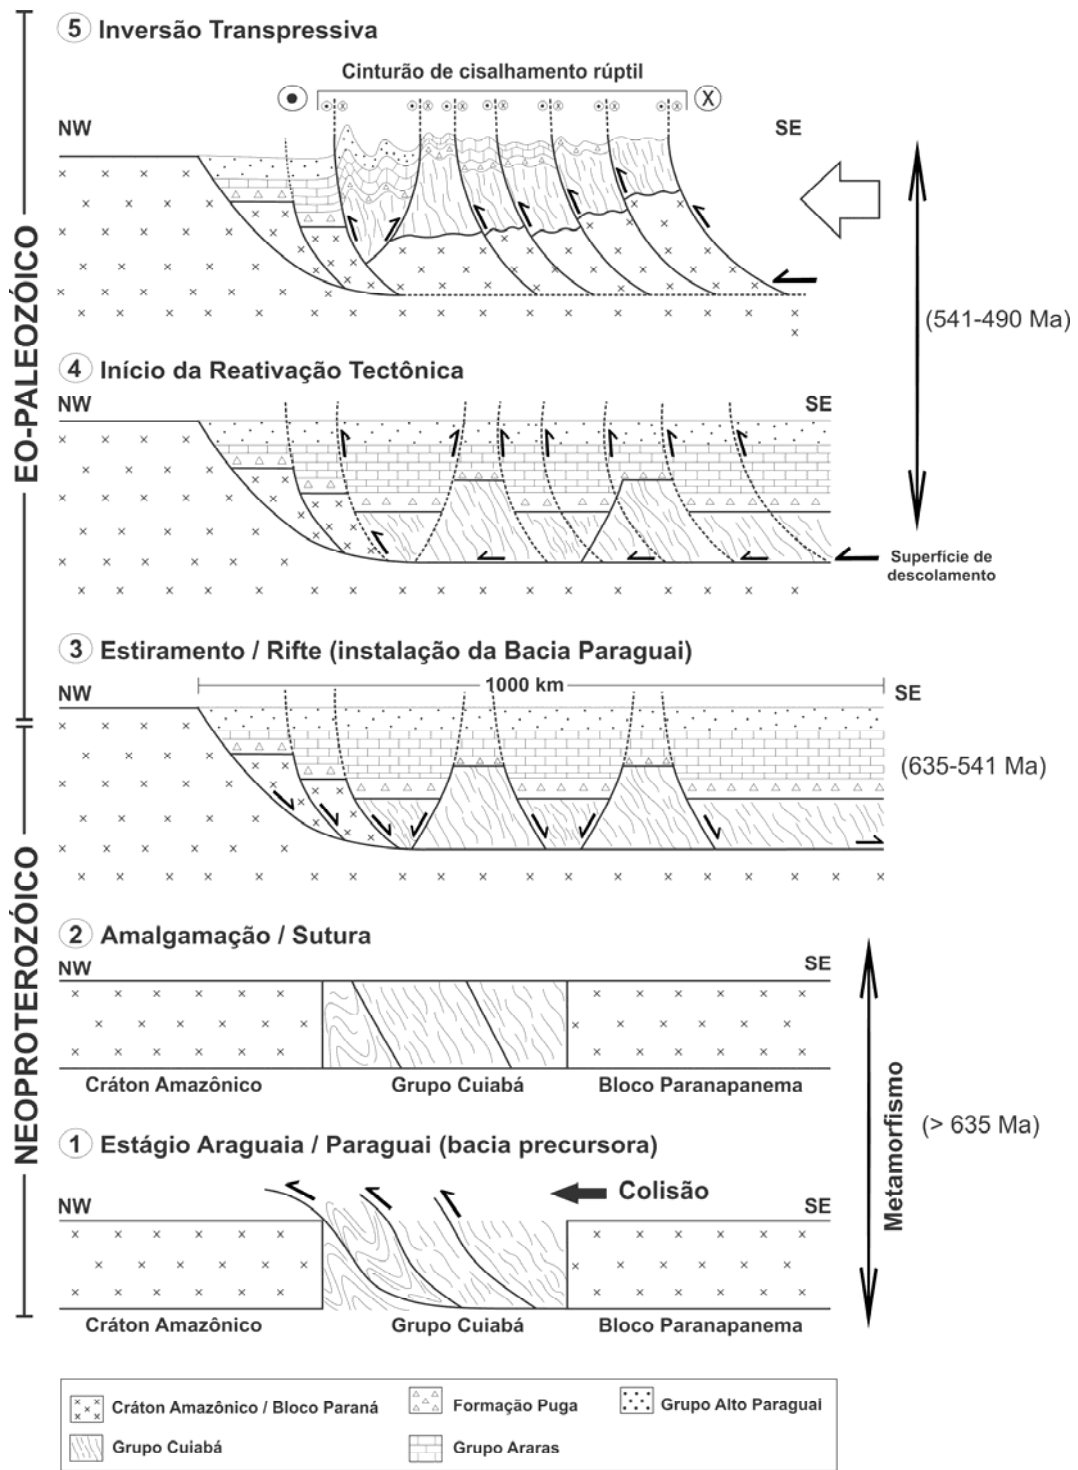 5 Inversão Transpressiva
Cinturão de cisalhamento rúptil
NW
SE
(541-490 Ma)
EO-PALEOZÓICO
4 Início da Reativação Tectônica
NW
SE
Superfície de
descolamento
3 Estiramento / Rifte (instalação da Bacia Paraguai)
1000 km
NW
SE
(635-541 Ma)
NEOPROTEROZÓICO
2 Amalgamação / Sutura
NW
SE
Cráton Amazônico
Grupo Cuiabá
Bloco Paranapanema
Metamorfismo
(> 635 Ma)
1 Estágio Araguaia / Paraguai (bacia precursora)
Colisão
NW
SE
Cráton Amazônico
Grupo Cuiabá
Bloco Paranapanema
Cráton Amazônico / Bloco Paraná
Formação Puga
Grupo Alto Paraguai
Grupo Cuiabá
Grupo Araras